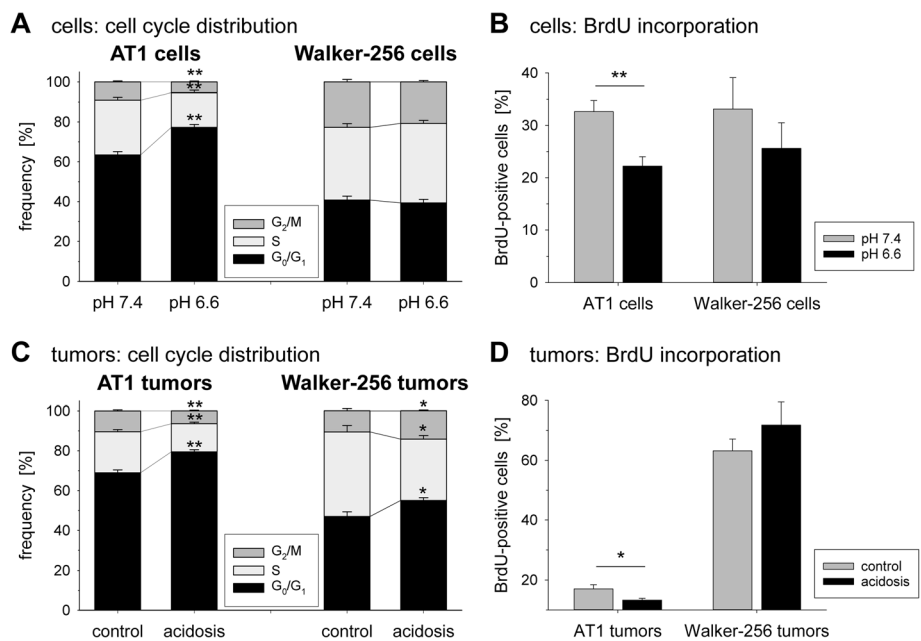 A cells: cell cycle distribution
AT1 cells Walker-256 cells
frequency [%]
100
80
60
40
20
0
** ** **
G₂/M
S
G₀/G₁
pH 7.4 pH 6.6 pH 7.4 pH 6.6
B cells: BrdU incorporation
BrdU-positive cells [%]
40
30
20
10
0
**
pH 7.4
pH 6.6
AT1 cells Walker-256 cells
C tumors: cell cycle distribution
AT1 tumors Walker-256 tumors
frequency [%]
100
80
60
40
20
0
** ** **
* * *
G₂/M
S
G₀/G₁
control acidosis control acidosis
D tumors: BrdU incorporation
BrdU-positive cells [%]
80
60
40
20
*
control
acidosis
AT1 tumors Walker-256 tumors